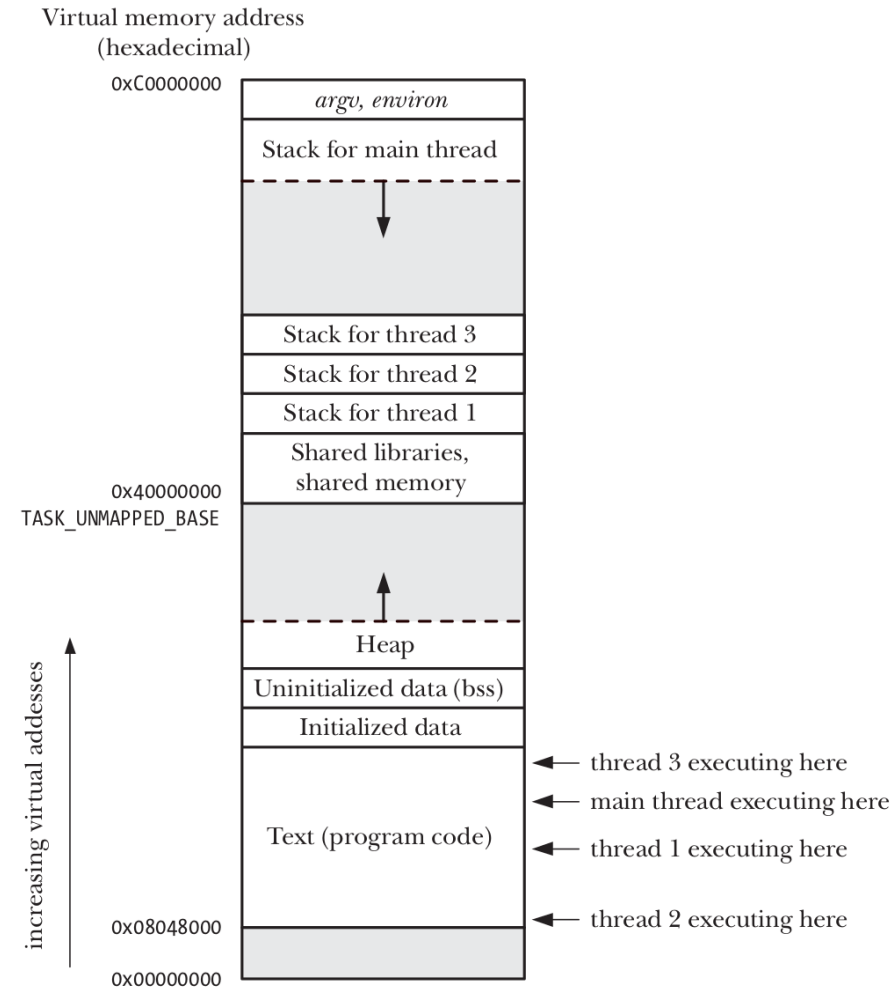 Virtual memory address
(hexadecimal)
0xC0000000
argv, environ
Stack for main thread
Stack for thread 3
Stack for thread 2
Stack for thread 1
Shared libraries,
shared memory
0x40000000
TASK_UNMAPPED_BASE
Heap
Uninitialized data (bss)
Initialized data
thread 3 executing here
main thread executing here
Text (program code)
thread 1 executing here
thread 2 executing here
0x08048000
0x00000000
increasing virtual addesses